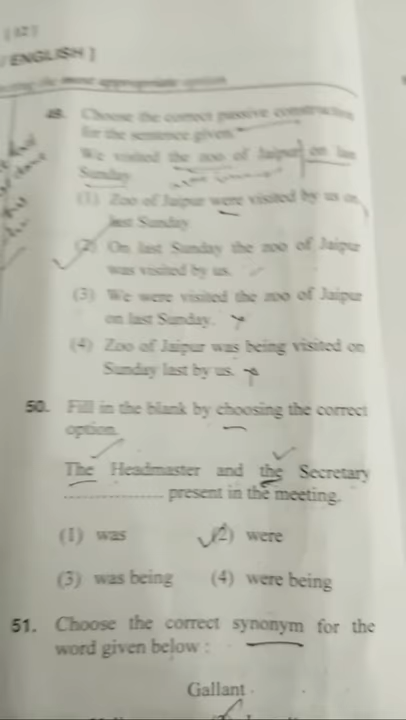 [ 12 ]
/ ENGLISH ]
the most appropriate option
49. Choose the correct passive construction
for the sentence given
We visited the zoo of Jaipur on last
Sunday
(1) Zoo of Jaipur were visited by us on
last Sunday
(2) On last Sunday the zoo of Jaipur
was visited by us.
(3) We were visited the zoo of Jaipur
on last Sunday.
(4) Zoo of Jaipur was being visited on
Sunday last by us.
50. Fill in the blank by choosing the correct
option.
The Headmaster and the Secretary
.................... present in the meeting.
(1) was (2) were
(3) was being (4) were being
51. Choose the correct synonym for the
word given below :
Gallant